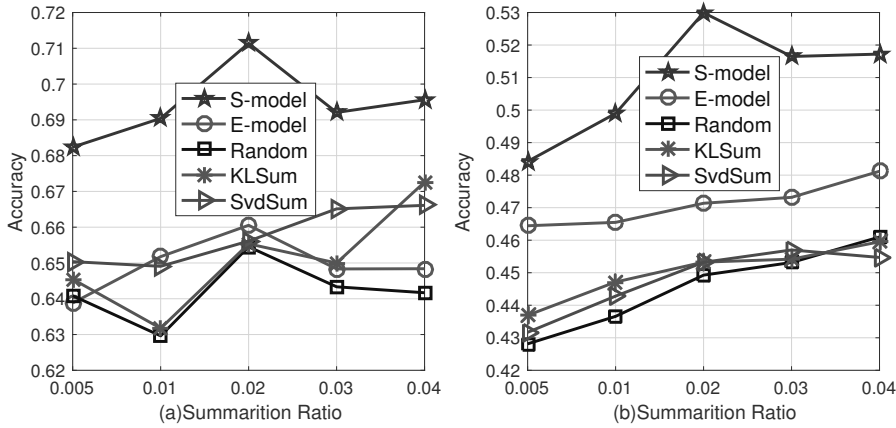 0.72
0.71
0.7
0.69
0.68
0.67
0.66
0.65
0.64
0.63
0.62
Accuracy
S-model
E-model
Random
KLSum
SvdSum
0.005 0.01 0.02 0.03 0.04
(a)Summarition Ratio
0.53
0.52
0.51
0.5
0.49
0.48
0.47
0.46
0.45
0.44
0.43
0.42
Accuracy
S-model
E-model
Random
KLSum
SvdSum
0.005 0.01 0.02 0.03 0.04
(b)Summarition Ratio